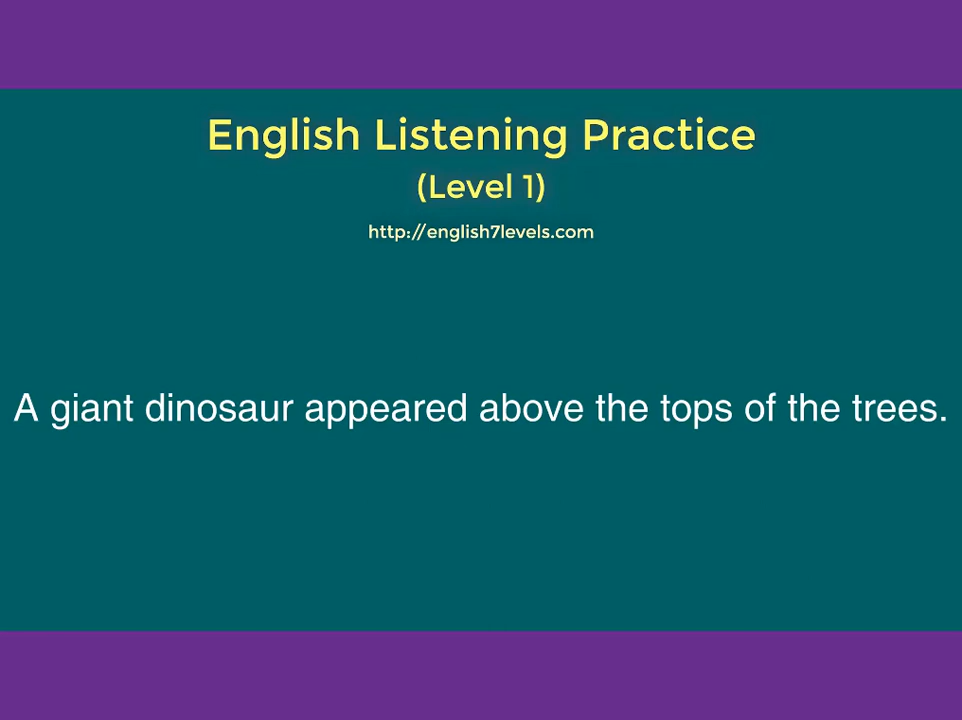 English Listening Practice
(Level 1)
http://english7levels.com
A giant dinosaur appeared above the tops of the trees.